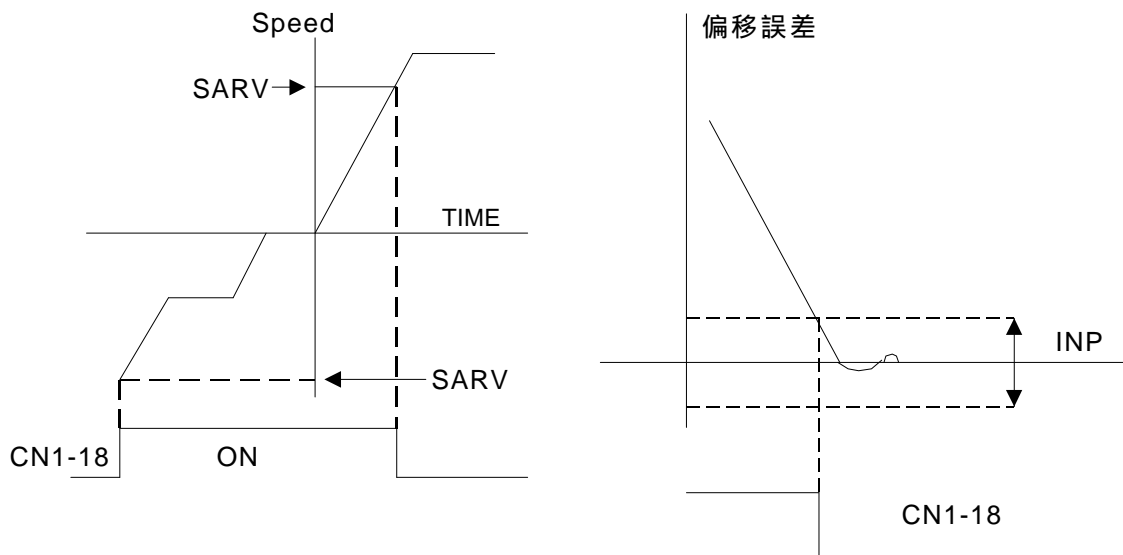 Speed
SARV
TIME
SARV
CN1-18
ON
偏移誤差
INP
CN1-18